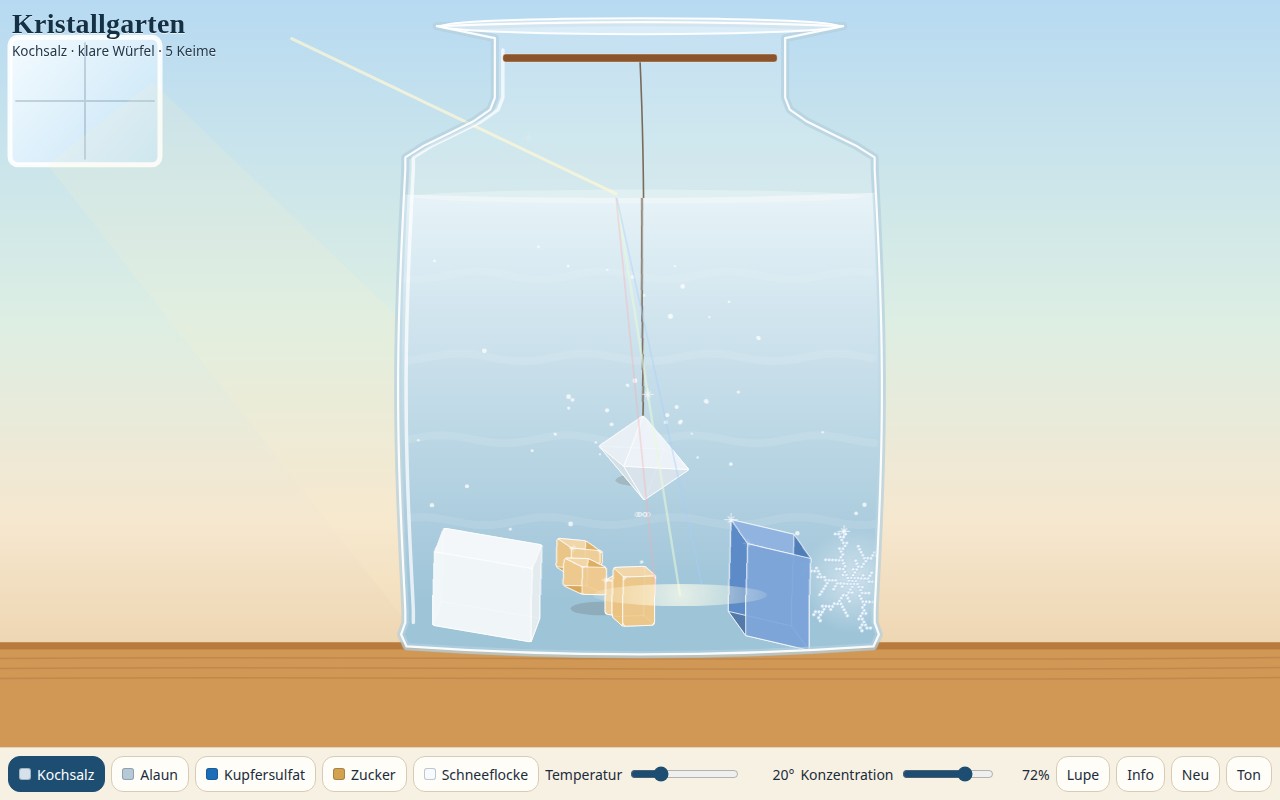 Kristallgarten
Kochsalz · klare Würfel · 5 Keime
Kochsalz Alaun Kupfersulfat Zucker Schneeflocke Temperatur 20° Konzentration 72% Lupe Info Neu Ton